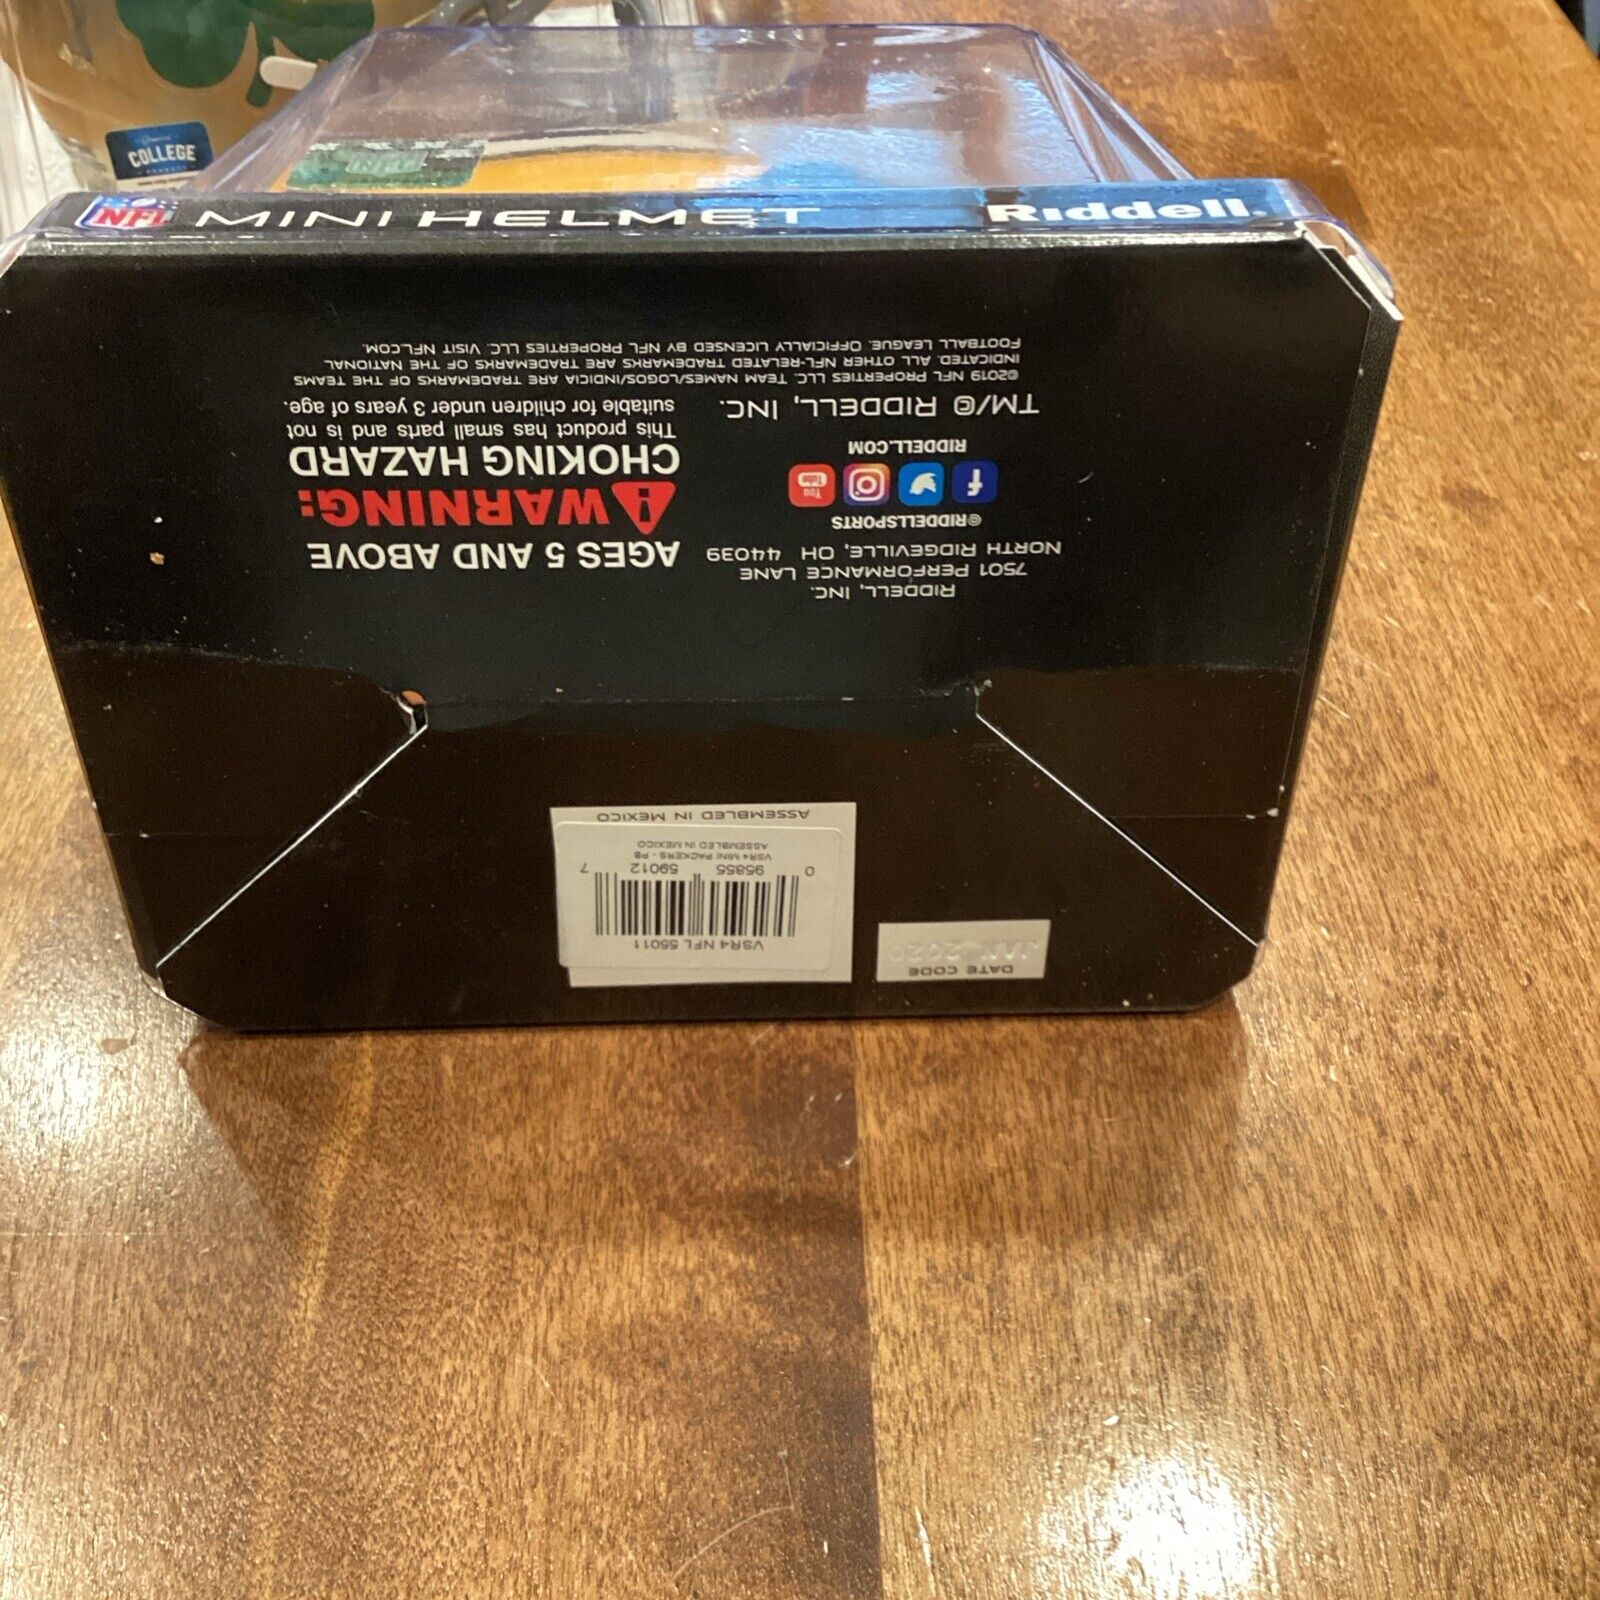 COLLEGE
NFL
NFL MINI HELMET Riddell
RIDDELL, INC.
7501 PERFORMANCE LANE
NORTH RIDGEVILLE, OH 44039
@RIDDELLSPORTS
f
You
Tube
RIDDELL.COM
TM/© RIDDELL, INC.
©2019 NFL PROPERTIES LLC. TEAM NAMES/LOGOS/INDICIA ARE TRADEMARKS OF THE TEAMS
INDICATED. ALL OTHER NFL-RELATED TRADEMARKS ARE TRADEMARKS OF THE NATIONAL
FOOTBALL LEAGUE. OFFICIALLY LICENSED BY NFL PROPERTIES LLC. VISIT NFL.COM.
AGES 5 AND ABOVE
WARNING:
CHOKING HAZARD
This product has small parts and is not
suitable for children under 3 years of age.
DATE CODE
JAN 2020
VSR4 NFL 55011
0 95855 59012 7
VSR4 MINI PACKERS - PB
ASSEMBLED IN MEXICO
ASSEMBLED IN MEXICO